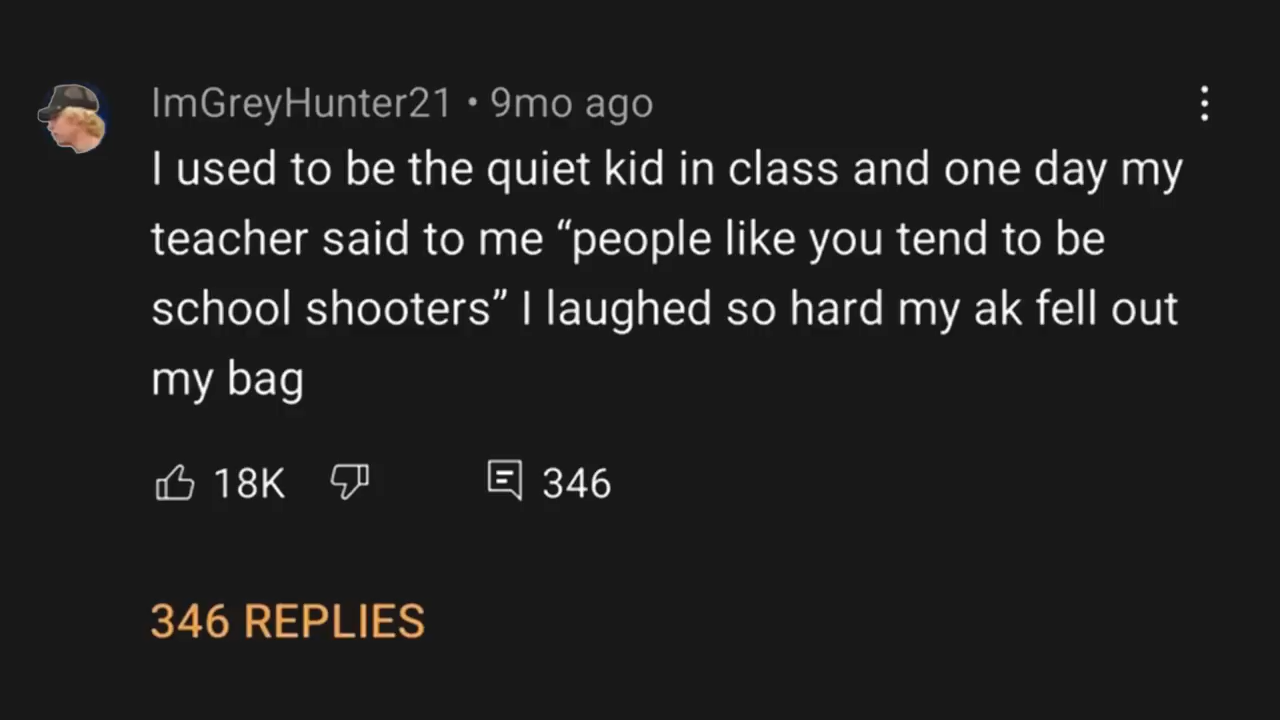 ImGreyHunter21 • 9mo ago
I used to be the quiet kid in class and one day my
teacher said to me “people like you tend to be
school shooters” I laughed so hard my ak fell out
my bag
18K 346
346 REPLIES